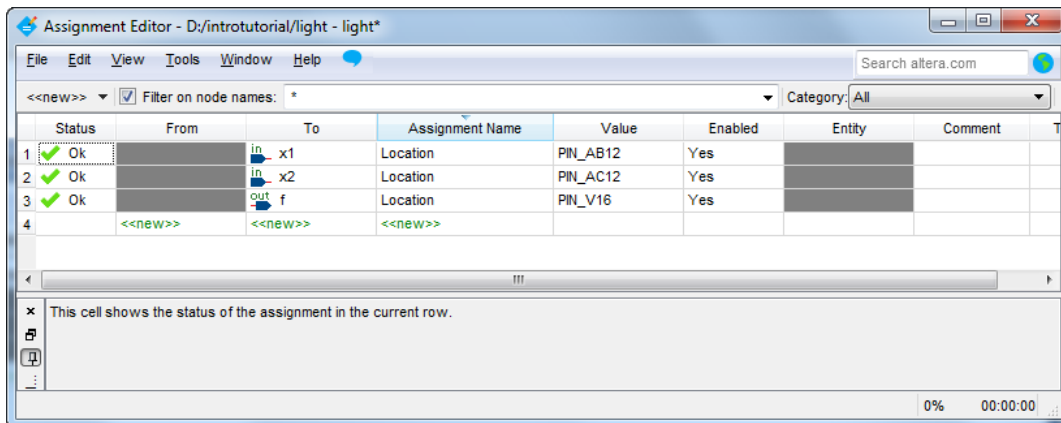 Assignment Editor - D:/introtutorial/light - light*
File Edit View Tools Window Help Search altera.com
<<new>> Filter on node names: * Category: All
Status From To Assignment Name Value Enabled Entity Comment T
1 Ok in x1 Location PIN_AB12 Yes
2 Ok in x2 Location PIN_AC12 Yes
3 Ok out f Location PIN_V16 Yes
4 <<new>> <<new>> <<new>>
This cell shows the status of the assignment in the current row.
0% 00:00:00